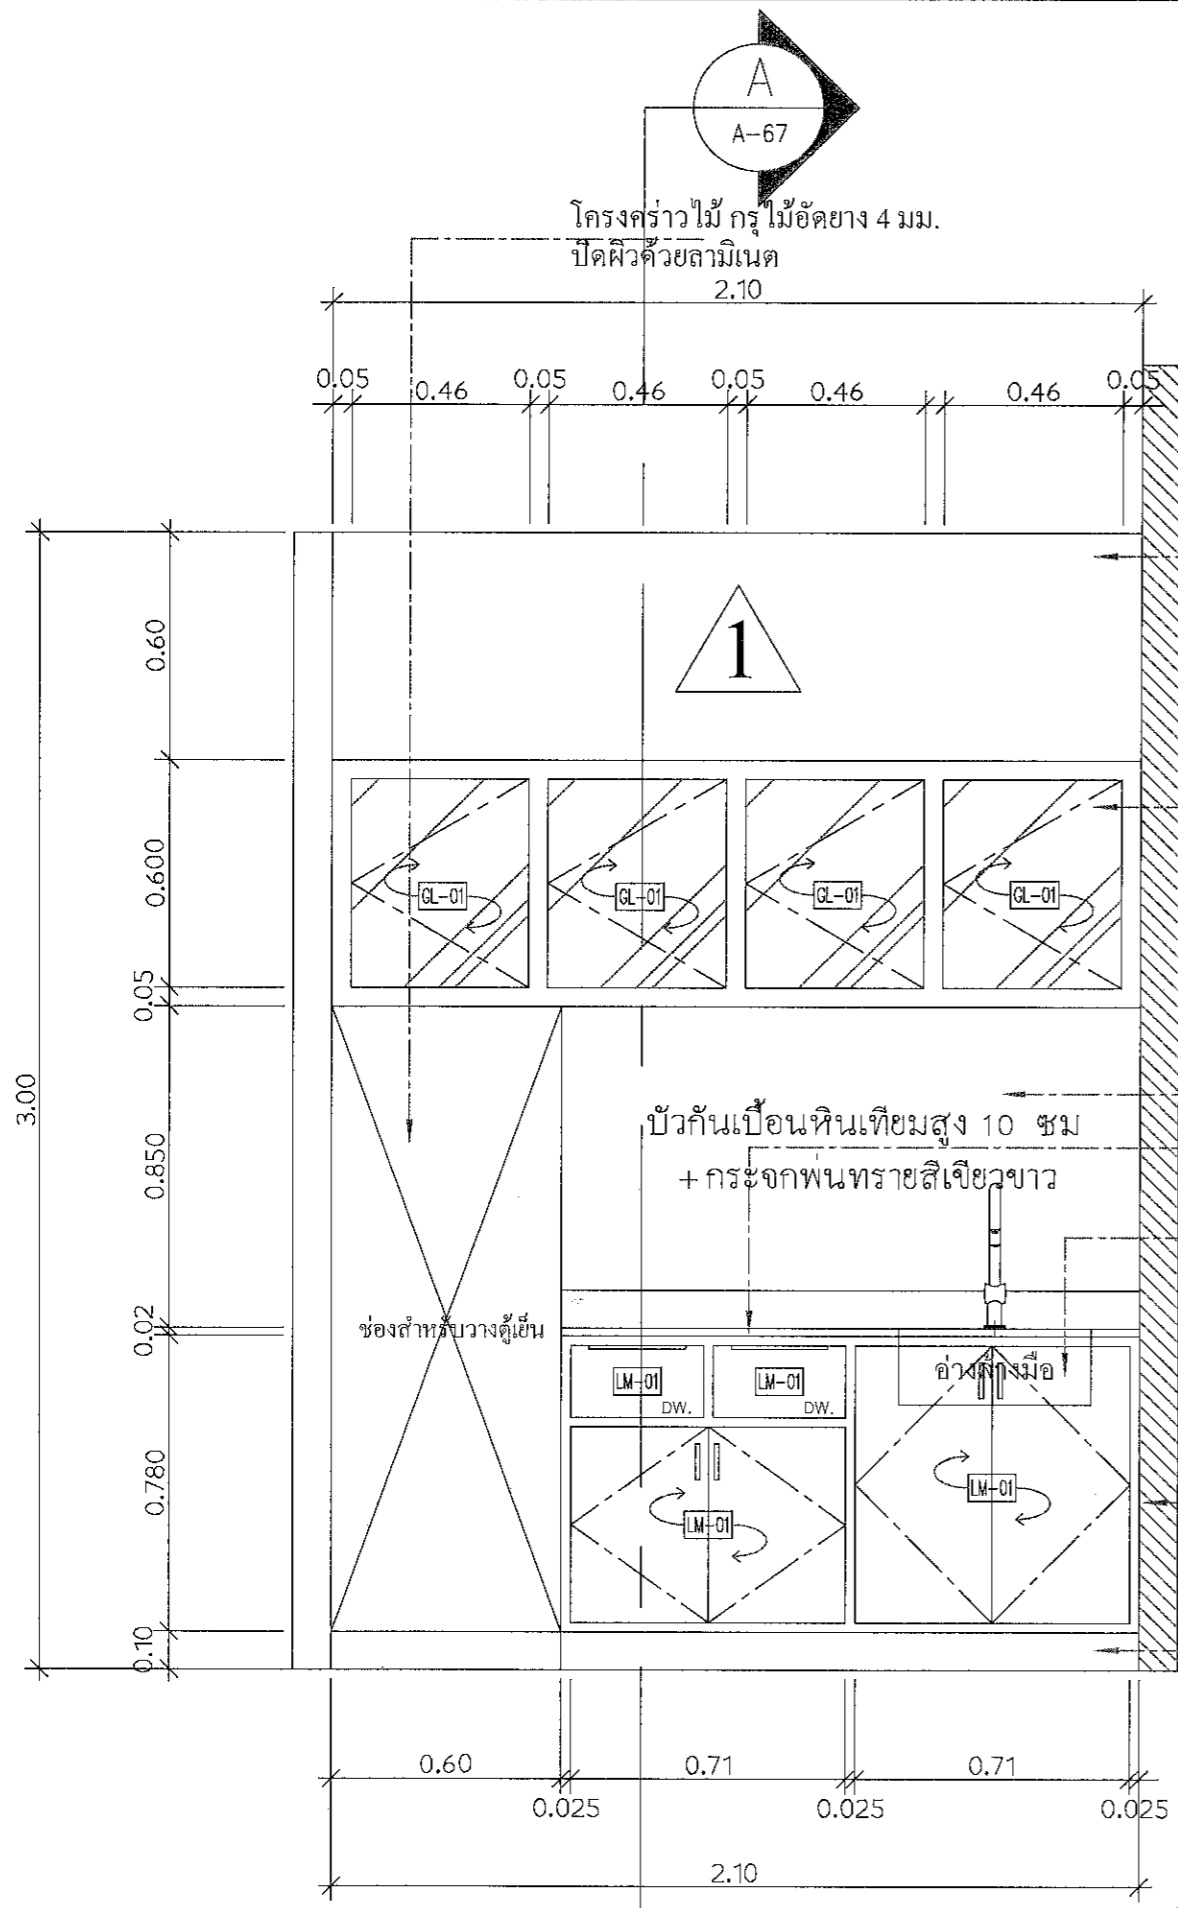 A
A-67
โครงคร่าวไม้ กรุไม้อัดยาง 4 มม.
ปิดผิวด้วยลามิเนต
2.10
0.05 0.46 0.05 0.46 0.05 0.46 0.46 0.05
1
3.00
0.60
0.600
0.05
0.850
0.02
0.780
0.10
GL-01 GL-01 GL-01 GL-01
บัวกันเปื้อนหินเทียมสูง 10 ซม
+ กระจกพ่นทรายสีเขียวขาว
ช่องสำหรับวางตู้เย็น
LM-01 LM-01
DW. DW.
อ่างล้างมือ
LM-01
LM-01
0.60 0.71 0.71
0.025 0.025 0.025
2.10